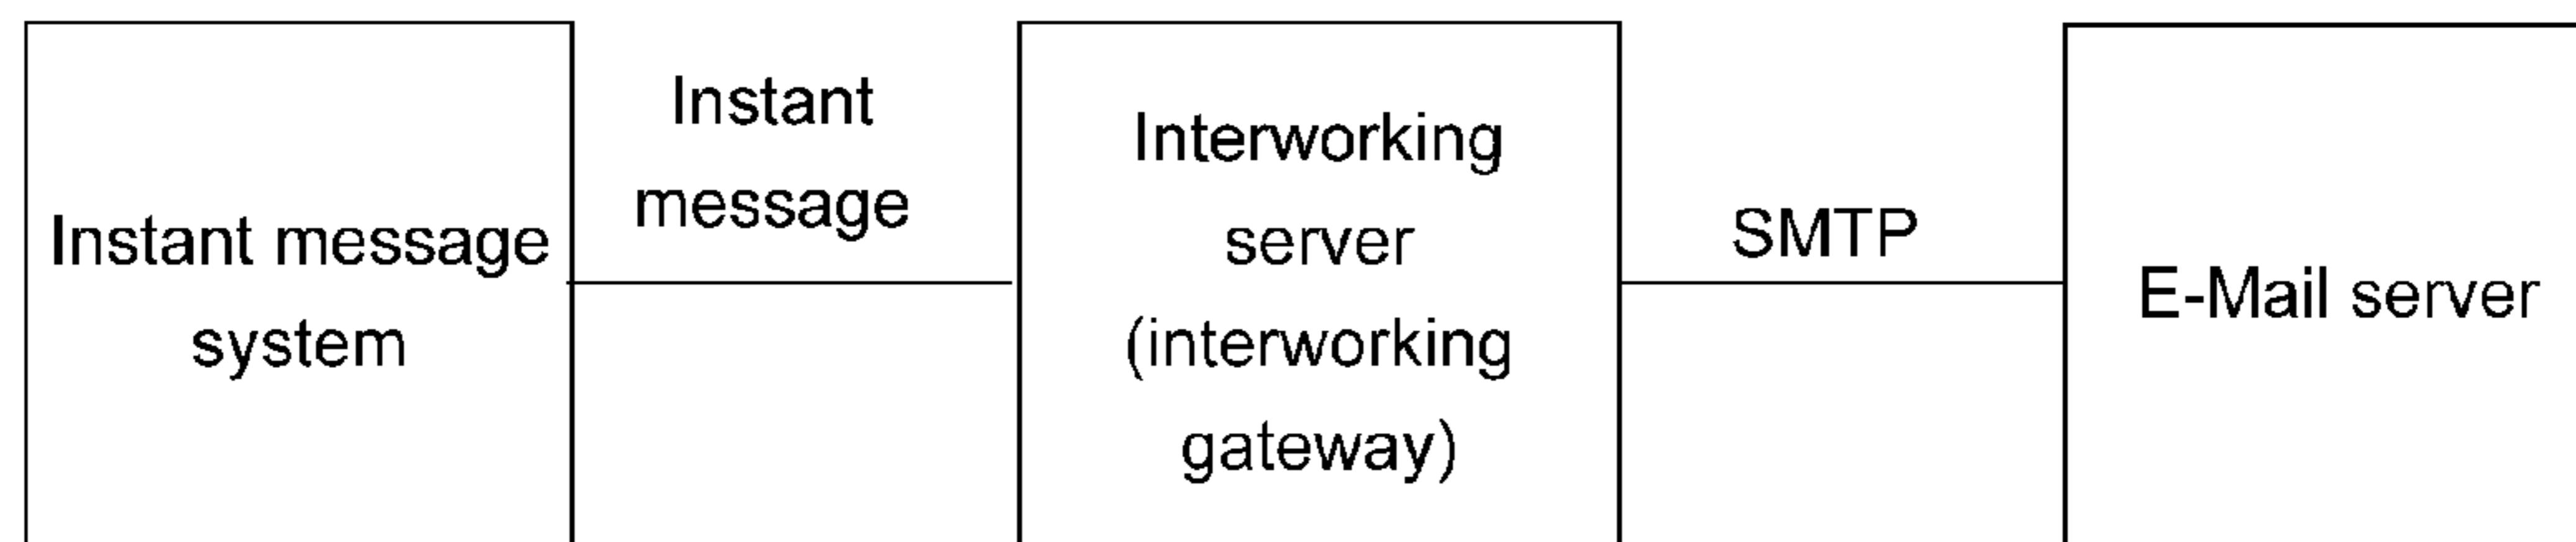 Instant message
system
Instant
message
Interworking
server
(interworking
gateway)
SMTP
E-Mail server